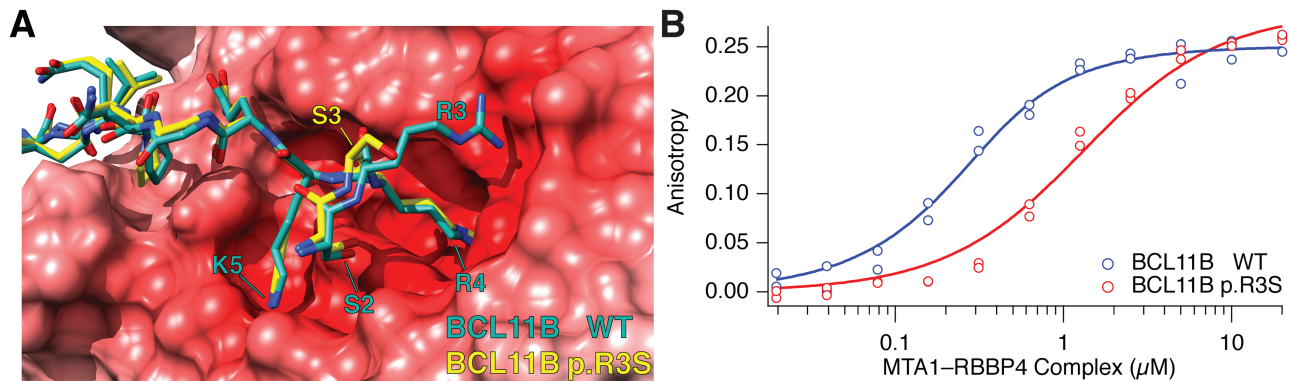 A
S3
R3
K5
S2
R4
BCL11B WT
BCL11B p.R3S
B
Anisotropy
0.25
0.20
0.15
0.10
0.05
0.00
BCL11B WT
BCL11B p.R3S
0.1
1
10
MTA1–RBBP4 Complex (µM)